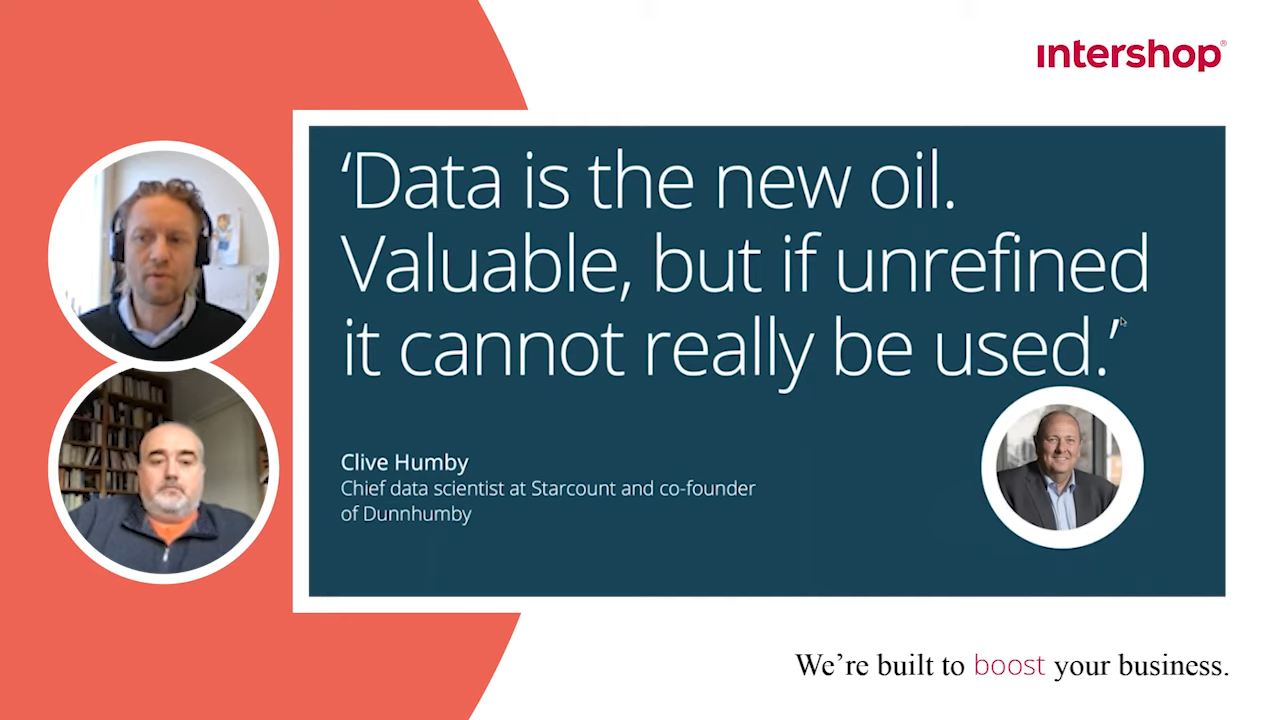 intershop®
‘Data is the new oil.
Valuable, but if unrefined
it cannot really be used.’
Clive Humby
Chief data scientist at Starcount and co-founder
of Dunnhumby
We’re built to boost your business.